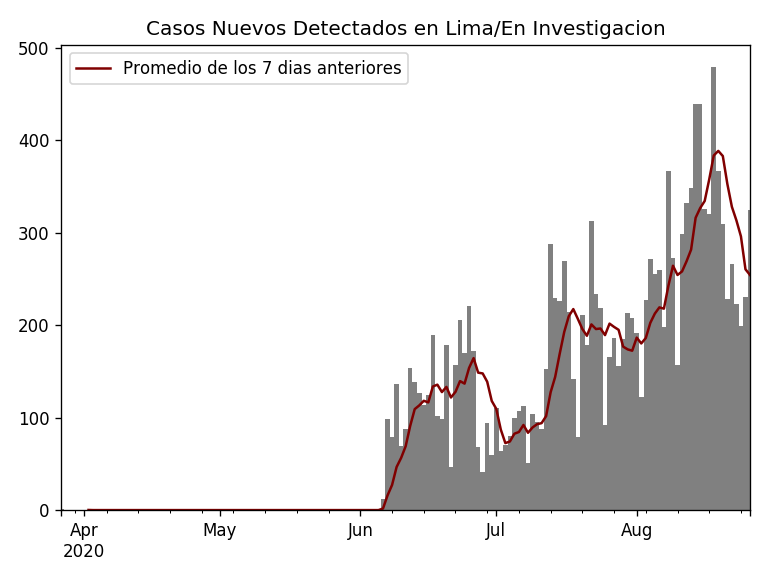 Casos Nuevos Detectados en Lima/En Investigacion
Promedio de los 7 dias anteriores
500
400
300
200
100
0
Apr
2020
May
Jun
Jul
Aug